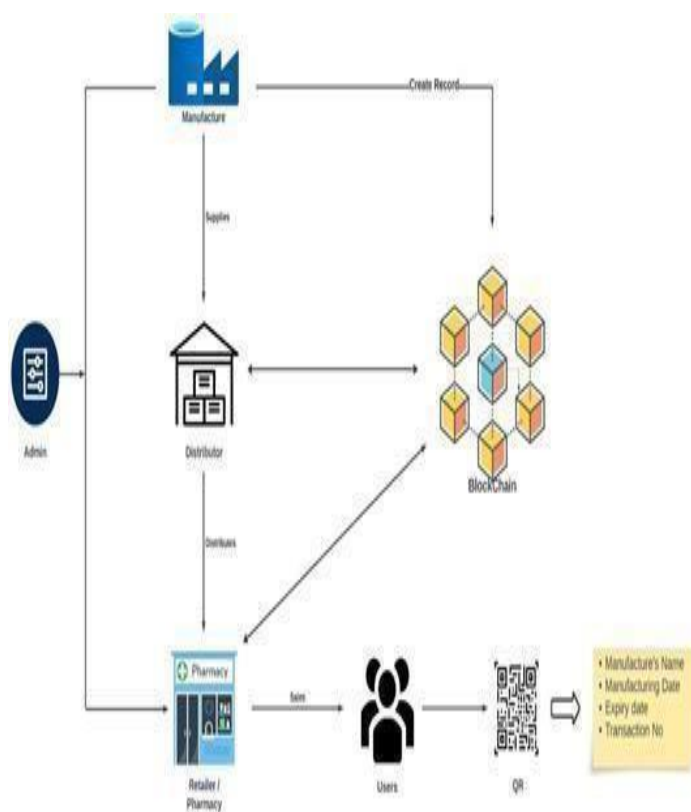 Manufacture
Create Record
Supplies
Admin
Distributor
BlockChain
Distributes
Pharmacy
Retailer /
Pharmacy
Users
QR
• Manufacture's Name
• Manufacturing Date
• Expiry date
• Transaction No